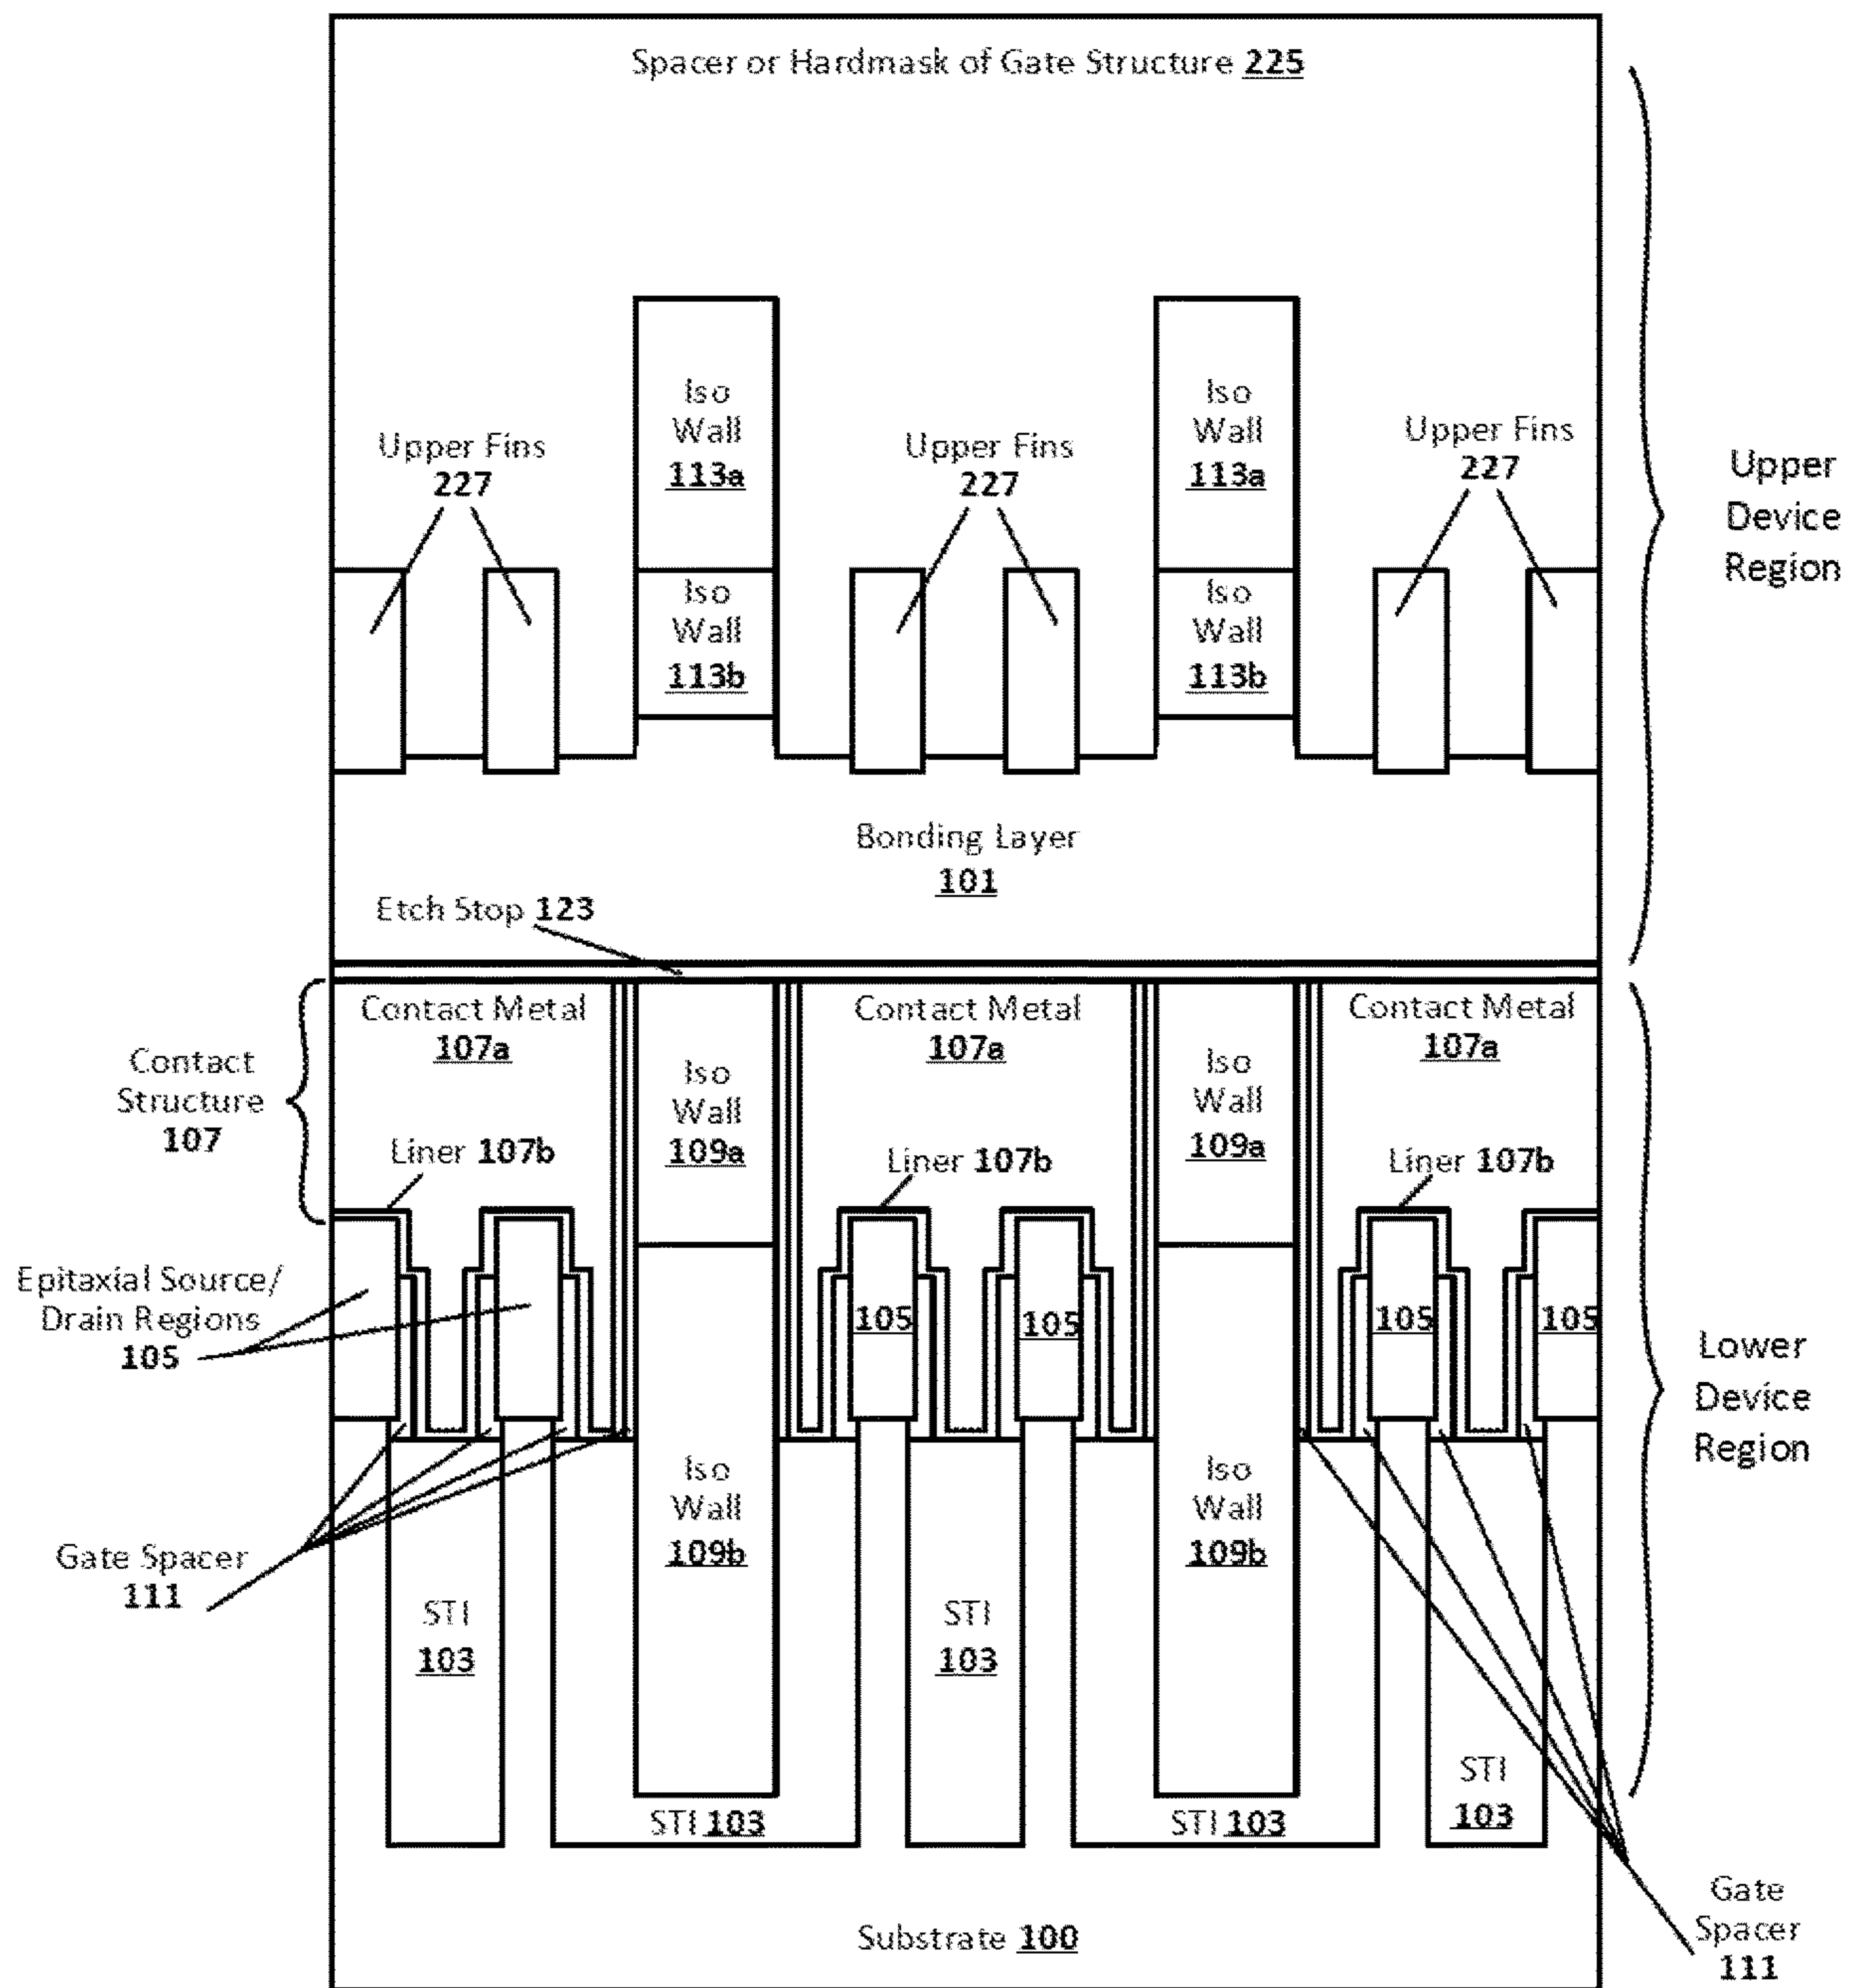 Spacer or Hardmask of Gate Structure 225
Iso
Wall
113a
Iso
Wall
113a
Upper Fins
227
Upper Fins
227
Upper Fins
227
Upper
Device
Region
Iso
Wall
113b
Iso
Wall
113b
Bonding Layer
101
Etch Stop 123
Contact Metal
107a
Contact Metal
107a
Contact Metal
107a
Contact
Structure
107
Iso
Wall
109a
Iso
Wall
109a
Liner 107b
Liner 107b
Liner 107b
Epitaxial Source/
Drain Regions
105
105
105
105
105
Lower
Device
Region
Iso
Wall
109b
Iso
Wall
109b
Gate Spacer
111
STI
103
STI
103
STI
103
STI 103
STI 103
Gate
Spacer
111
Substrate 100